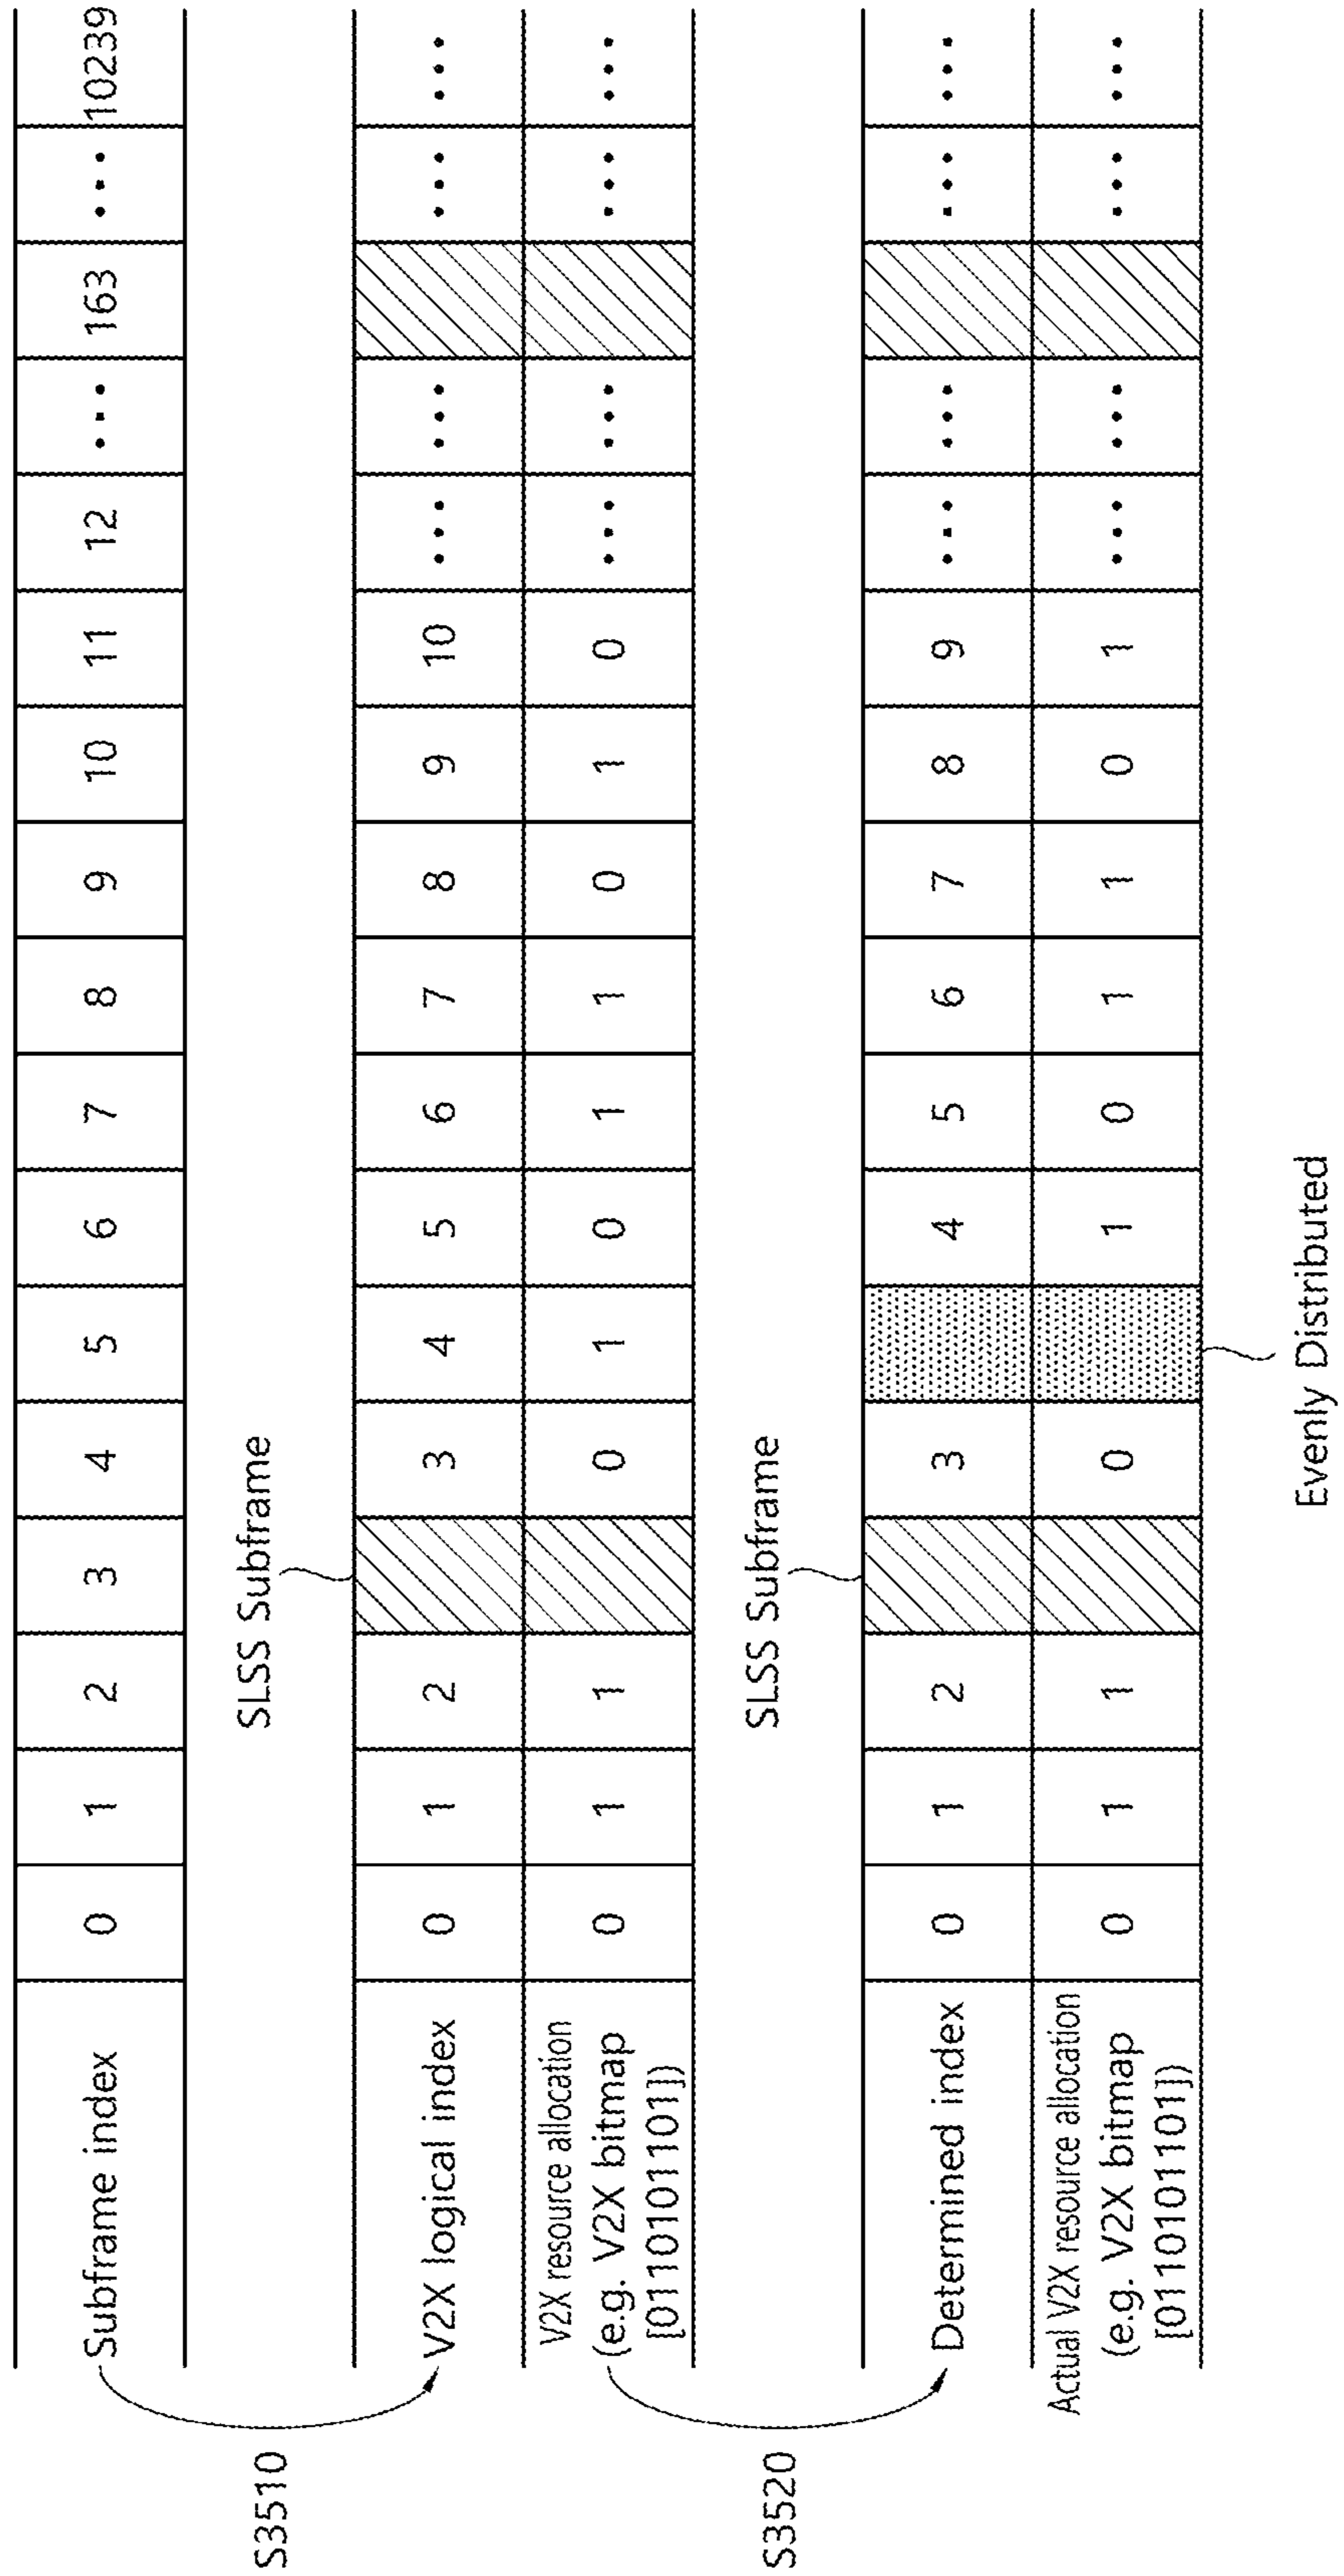 Subframe index 0 1 2 3 4 5 6 7 8 9 10 11 12 ... 163 ... 10239
S3510
SLSS Subframe
V2X logical index 0 1 2 3 4 5 6 7 8 9 10 ... ... ... ...
V2X resource allocation
(e.g. V2X bitmap
[0110101101])
0 1 1 0 1 0 1 1 0 1 0 ... ... ... ...
S3520
SLSS Subframe
Determined index 0 1 2 3 4 5 6 7 8 9 ... ... ... ...
Actual V2X resource allocation
(e.g. V2X bitmap
[0110101101])
0 1 1 0 1 0 1 1 0 1 ... ... ... ...
Evenly Distributed